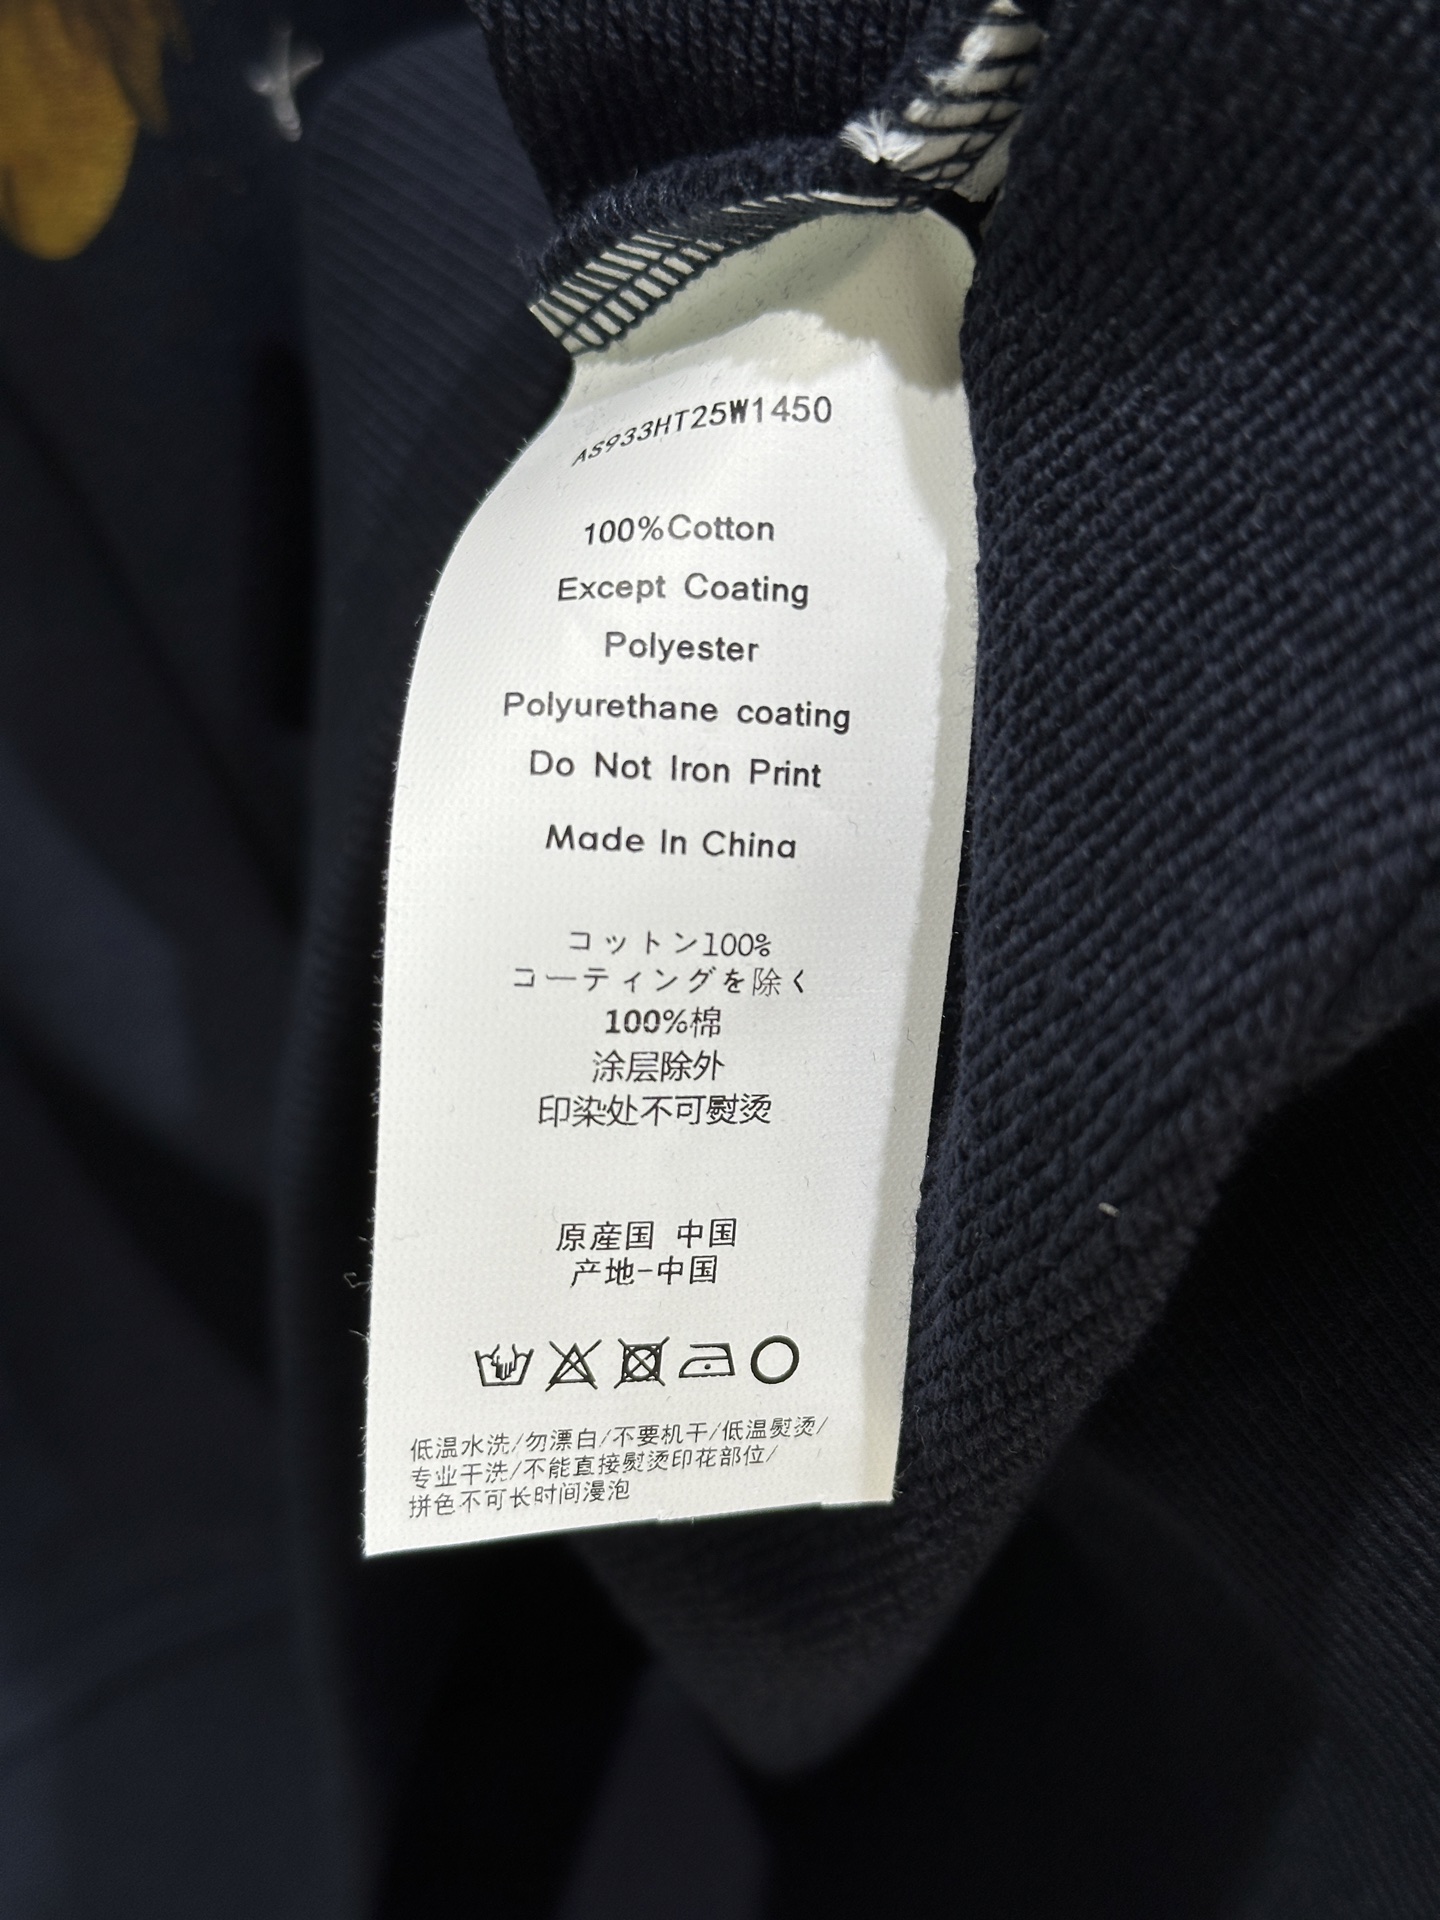 AS933HT25W1450
100%Cotton
Except Coating
Polyester
Polyurethane coating
Do Not Iron Print
Made In China
コットン100%
コーティングを除く
100%棉
涂层除外
印染处不可熨烫
原産国 中国
产地-中国
低温水洗/勿漂白/不要机干/低温熨烫/
专业干洗/不能直接熨烫印花部位/
拼色不可长时间漫泡